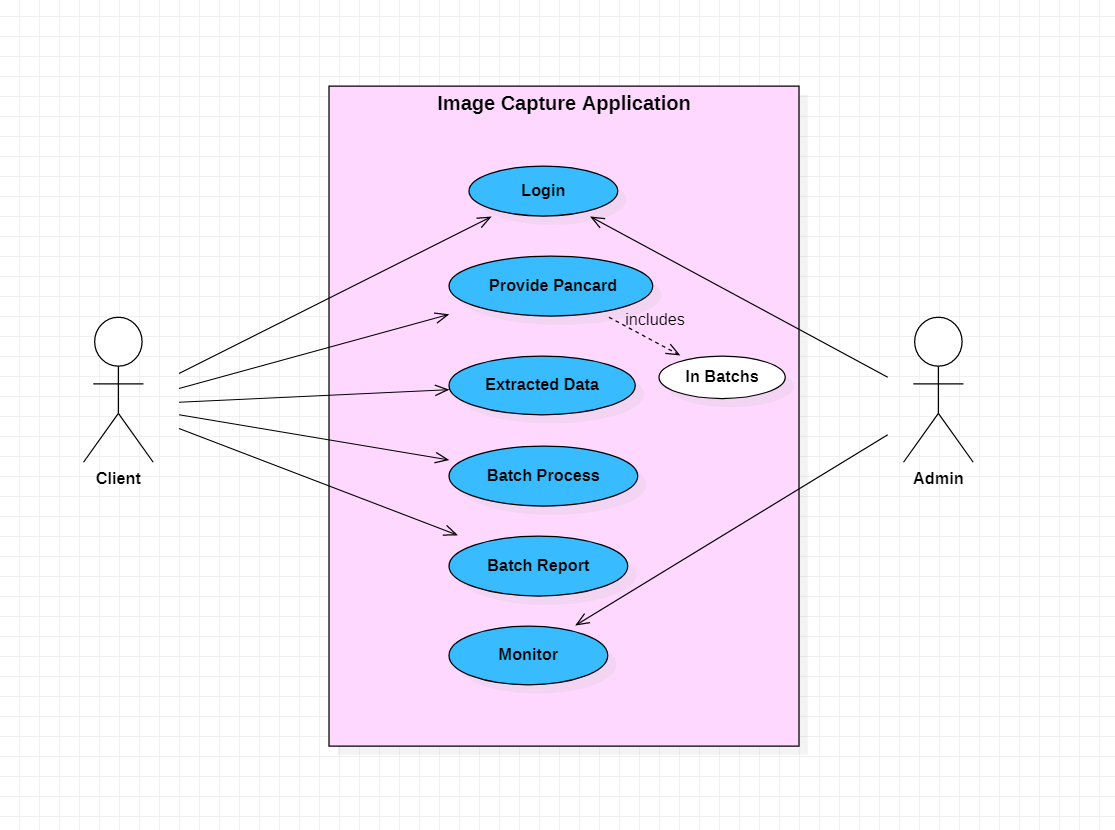 Image Capture Application
Login
Provide Pancard
includes
In Batchs
Extracted Data
Batch Process
Batch Report
Monitor
Client
Admin